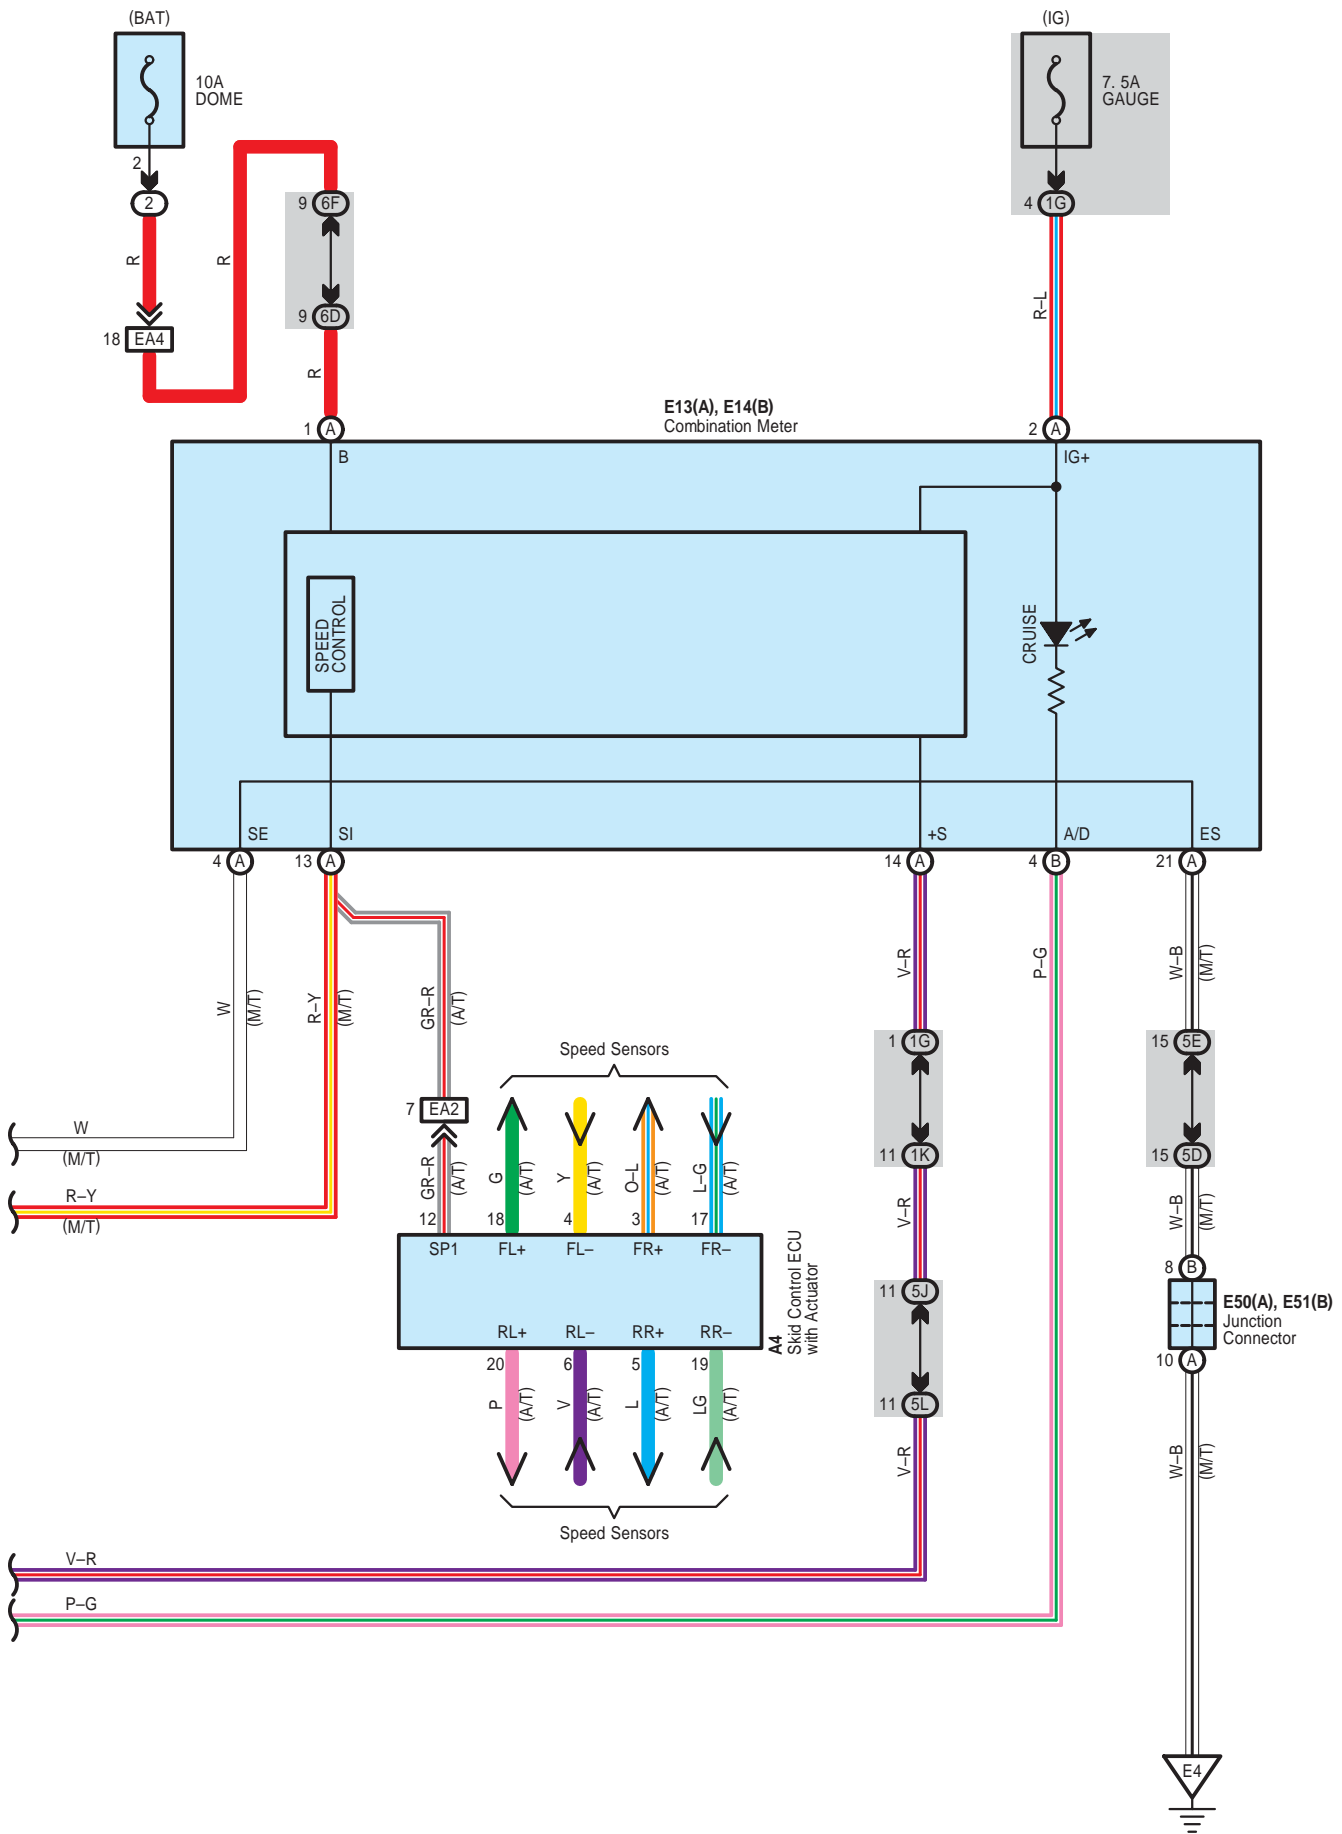 (BAT)
(IG)
10A
DOME
7. 5A
GAUGE
2
2
9 6F
4 1G
R
R
R–L
9 6D
18 EA4
R
E13(A), E14(B)
Combination Meter
1 A
2 A
B
IG+
SPEED
CONTROL
CRUISE
SE
SI
+S
A/D
ES
4 A
13 A
14 A
4 B
21 A
W
(M/T)
R–Y
(M/T)
GR–R
(A/T)
V–R
P–G
W–B
(M/T)
Speed Sensors
1 1G
15 5E
7 EA2
W
(M/T)
11 1K
15 5D
GR–R
(A/T)
G
(A/T)
Y
(A/T)
O–L
(A/T)
L–G
(A/T)
R–Y
(M/T)
V–R
W–B
(M/T)
12
18
4
3
17
SP1
FL+
FL–
FR+
FR–
A4
Skid Control ECU
with Actuator
8 B
11 5J
E50(A), E51(B)
Junction
Connector
RL+
RL–
RR+
RR–
20
6
5
19
10 A
P
(A/T)
V
(A/T)
L
(A/T)
LG
(A/T)
11 5L
V–R
W–B
(M/T)
Speed Sensors
V–R
P–G
E4